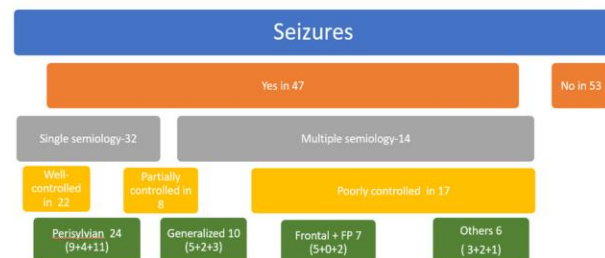 Seizures
Yes in 47
No in 53
Single semiology-32
Multiple semiology-14
Well-
controlled
in 22
Partially
controlled in
8
Poorly controlled in 17
Perisylvian 24
(9+4+11)
Generalized 10
(5+2+3)
Frontal + FP 7
(5+0+2)
Others 6
( 3+2+1)